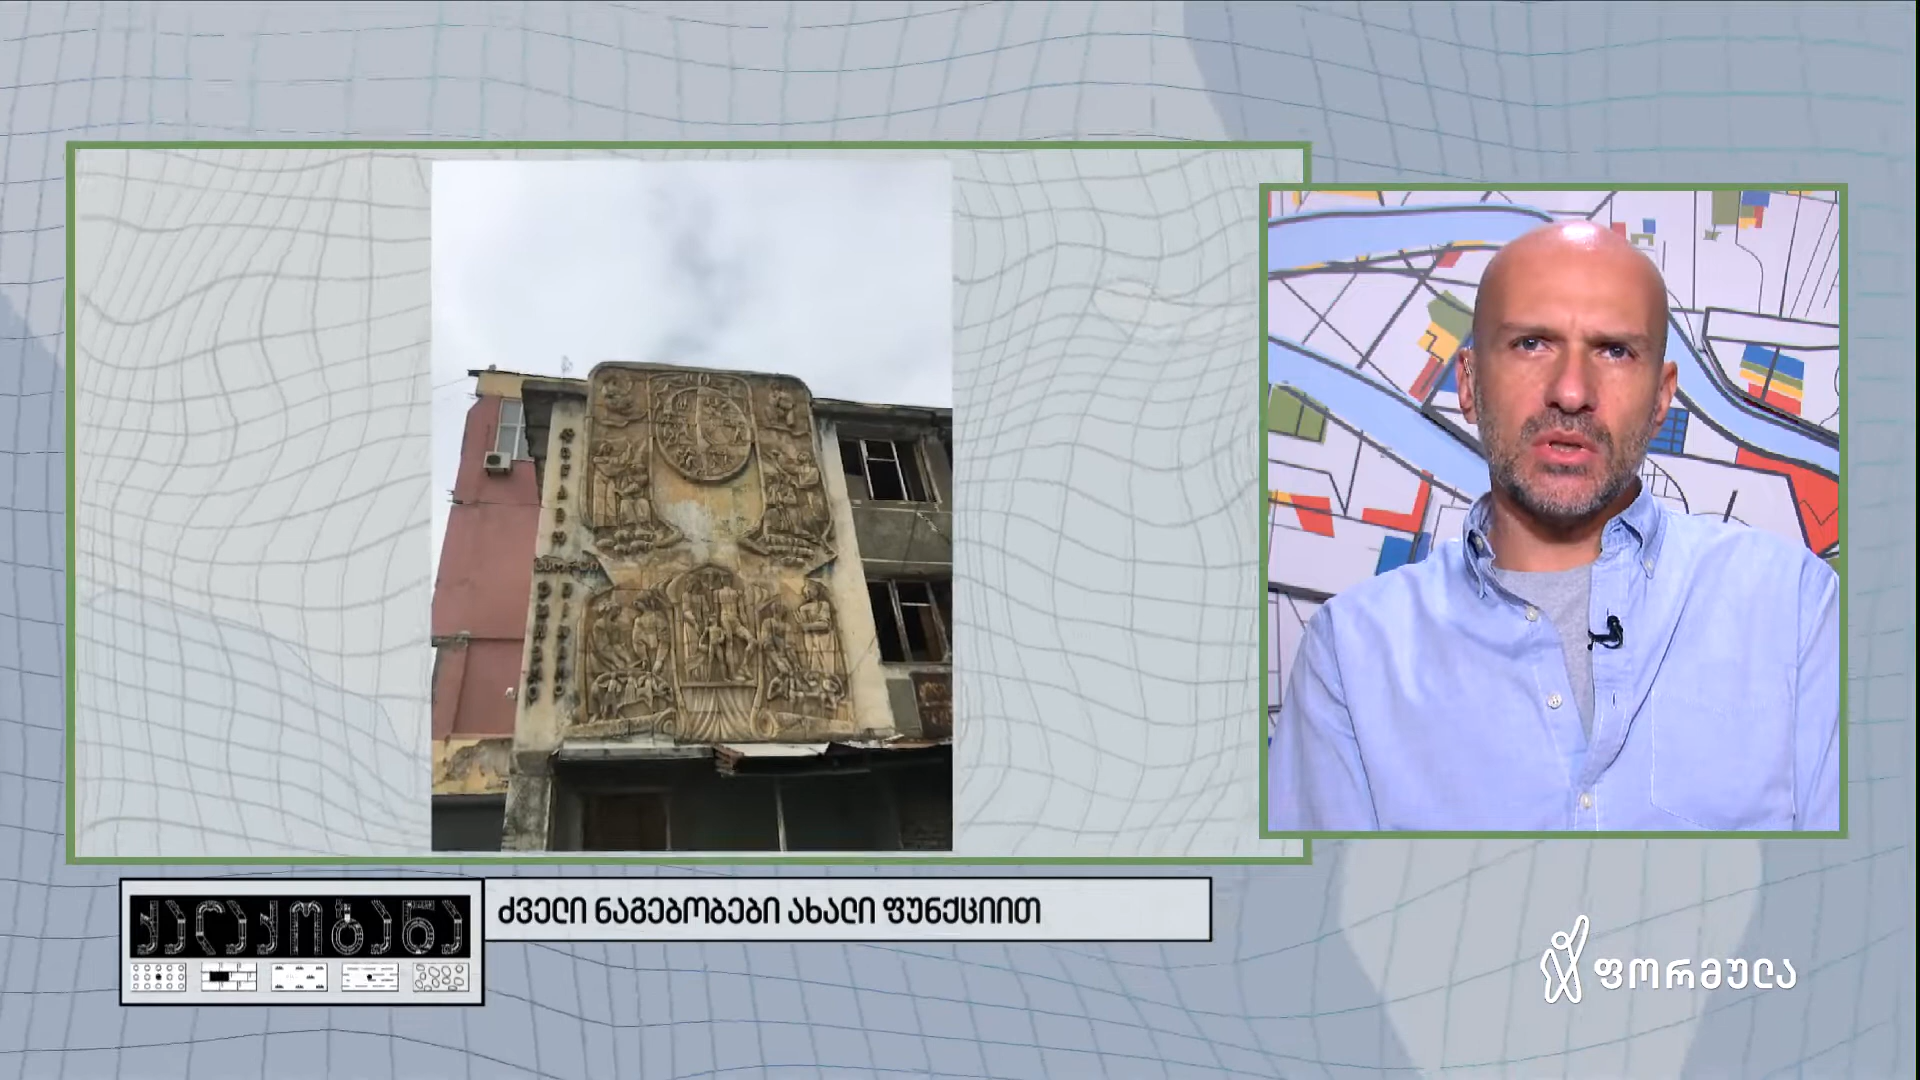 ქალაქობანა
ძველი ნაგებობები ახალი ფუნქციით
ფორმულა